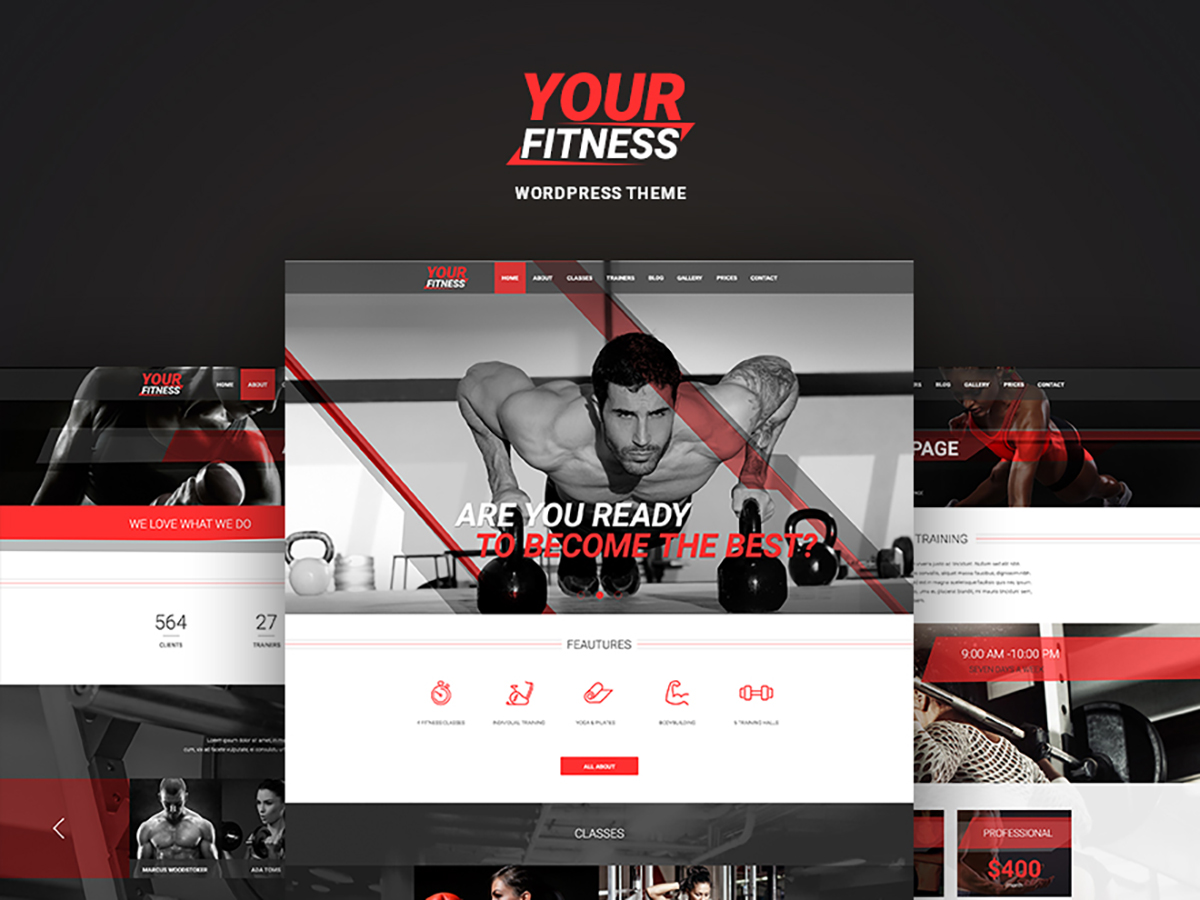 YOUR
FITNESS
WORDPRESS THEME
YOUR
FITNESS
HOME ABOUT CLASSES TRAINERS BLOG GALLERY PRICES CONTACT
ARE YOU READY
TO BECOME THE BEST?
FEAUTURES
4 FITNESS CLASSES INDIVIDUAL TRAINING YOGA & PILATES BODYBUILDING 5 TRAINING HALLS
ALL ABOUT
CLASSES
YOUR
FITNESS
HOME ABOUT
WE LOVE WHAT WE DO
564 27
CLIENTS TRAINERS
MARCUS WOODSTOKER ADA TOMS
BLOG GALLERY PRICES CONTACT
PAGE
TRAINING
9:00 AM -10:00 PM
SEVEN DAYS A WEEK
PROFESSIONAL
$400